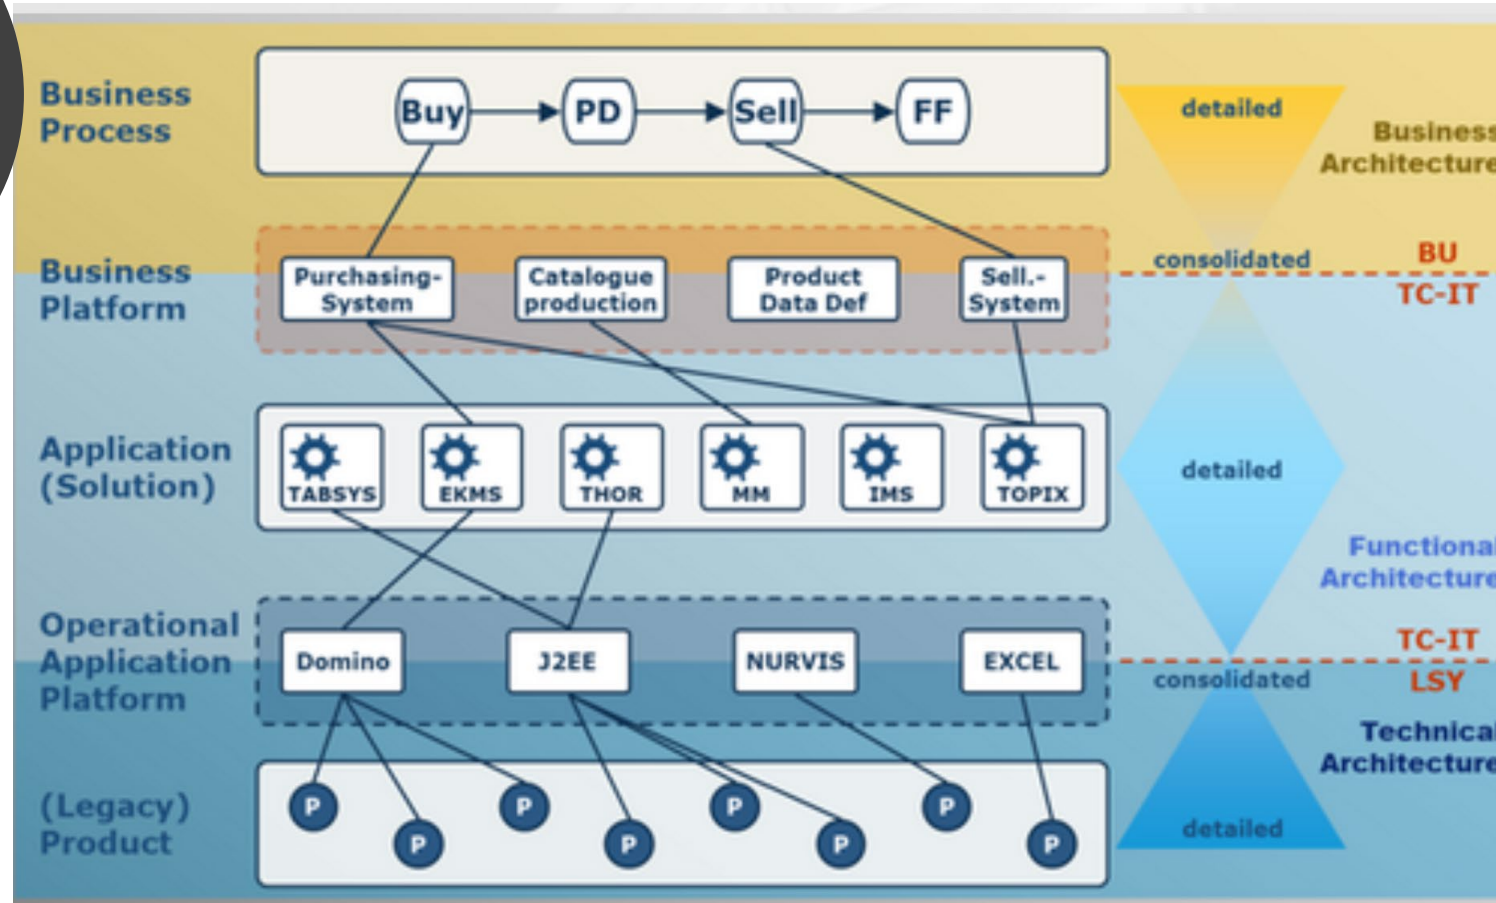 Business
Process
Buy
PD
Sell
FF
detailed
Business
Architecture
Business
Platform
Purchasing-
System
Catalogue
production
Product
Data Def
Sell.-
System
consolidated
BU
TC-IT
Application
(Solution)
TABSYS
EKMS
THOR
MM
IMS
TOPIX
detailed
Functional
Architecture
Operational
Application
Platform
Domino
J2EE
NURVIS
EXCEL
TC-IT
consolidated
LSY
Technical
Architecture
(Legacy)
Product
P
P
P
P
P
P
P
P
detailed